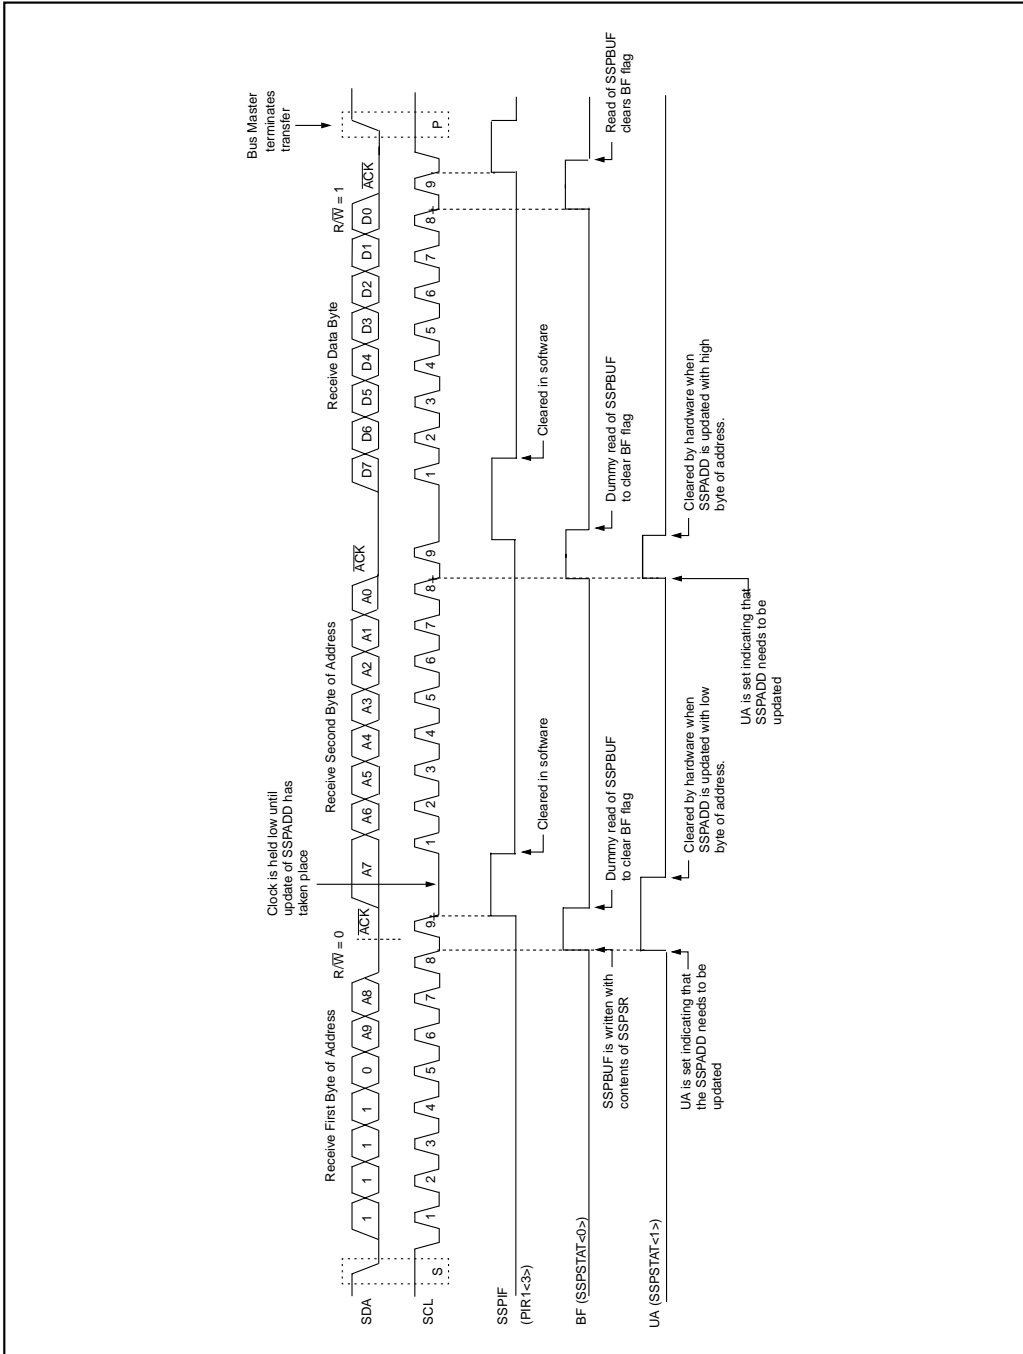 Receive First Byte of Address
R/W = 0
Receive Second Byte of Address
Receive Data Byte
R/W = 1
Clock is held low until
update of SSPADD has
taken place
Bus Master
terminates
transfer
SDA
1 1 1 1 0 A9 A8 ACK A7 A6 A5 A4 A3 A2 A1 A0 ACK D7 D6 D5 D4 D3 D2 D1 D0 ACK
SCL
S 1 2 3 4 5 6 7 8 9 1 2 3 4 5 6 7 8 9 1 2 3 4 5 6 7 8 9 P
SSPIF
(PIR1<3>)
Cleared in software
Cleared in software
BF (SSPSTAT<0>)
SSPBUF is written with
contents of SSPSR
Dummy read of SSPBUF
to clear BF flag
Dummy read of SSPBUF
to clear BF flag
Read of SSPBUF
clears BF flag
UA (SSPSTAT<1>)
UA is set indicating that
the SSPADD needs to be
updated
Cleared by hardware when
SSPADD is updated with low
byte of address.
UA is set indicating that
SSPADD needs to be
updated
Cleared by hardware when
SSPADD is updated with high
byte of address.